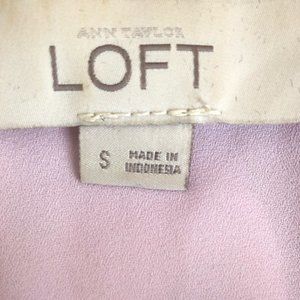 ANN TAYLOR
LOFT
S
MADE IN
INDONESIA